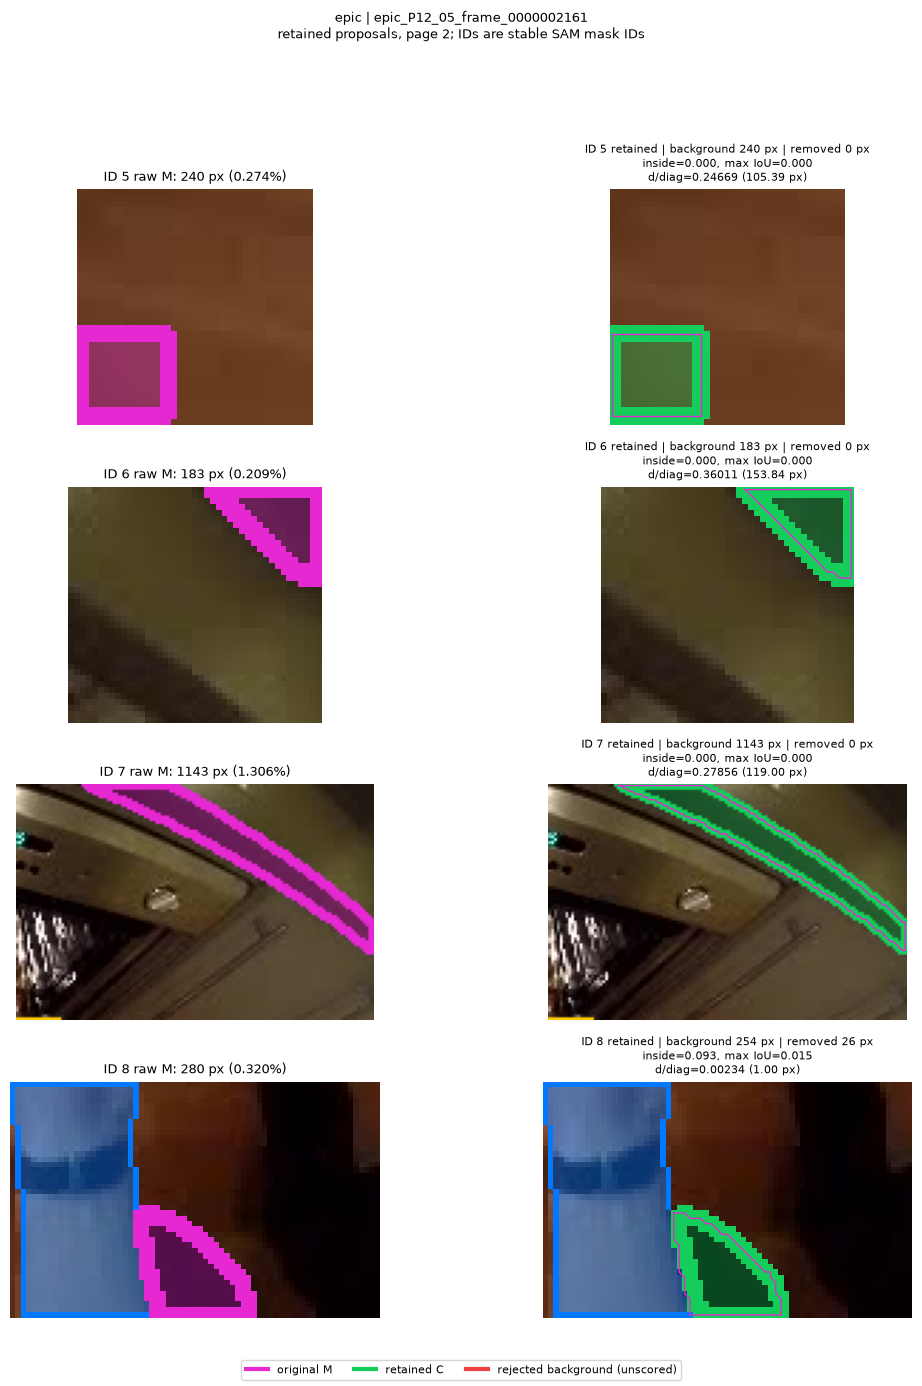 epic | epic_P12_05_frame_0000002161
retained proposals, page 2; IDs are stable SAM mask IDs
ID 5 raw M: 240 px (0.274%)
ID 5 retained | background 240 px | removed 0 px
inside=0.000, max IoU=0.000
d/diag=0.24669 (105.39 px)
ID 6 raw M: 183 px (0.209%)
ID 6 retained | background 183 px | removed 0 px
inside=0.000, max IoU=0.000
d/diag=0.36011 (153.84 px)
ID 7 raw M: 1143 px (1.306%)
ID 7 retained | background 1143 px | removed 0 px
inside=0.000, max IoU=0.000
d/diag=0.27856 (119.00 px)
ID 8 raw M: 280 px (0.320%)
ID 8 retained | background 254 px | removed 26 px
inside=0.093, max IoU=0.015
d/diag=0.00234 (1.00 px)
original M
retained C
rejected background (unscored)